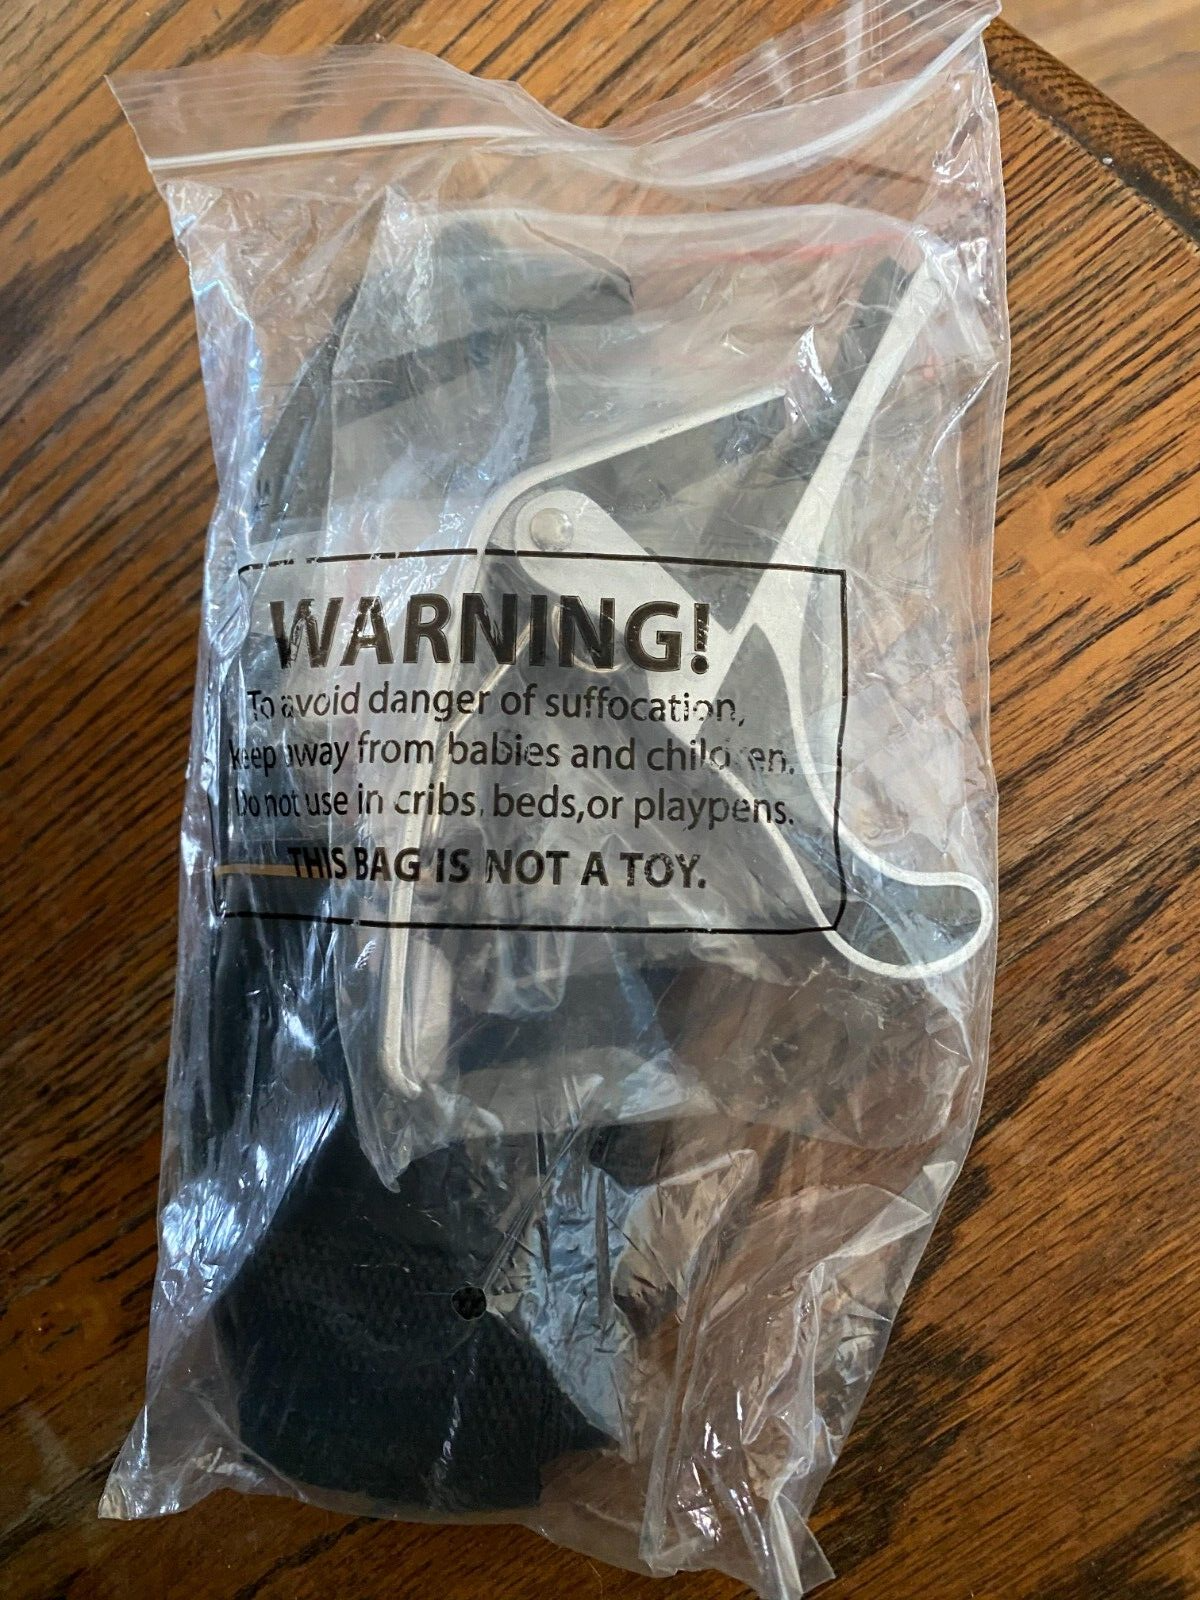 WARNING!
To avoid danger of suffocation,
keep away from babies and children.
Do not use in cribs, beds,or playpens.
THIS BAG IS NOT A TOY.